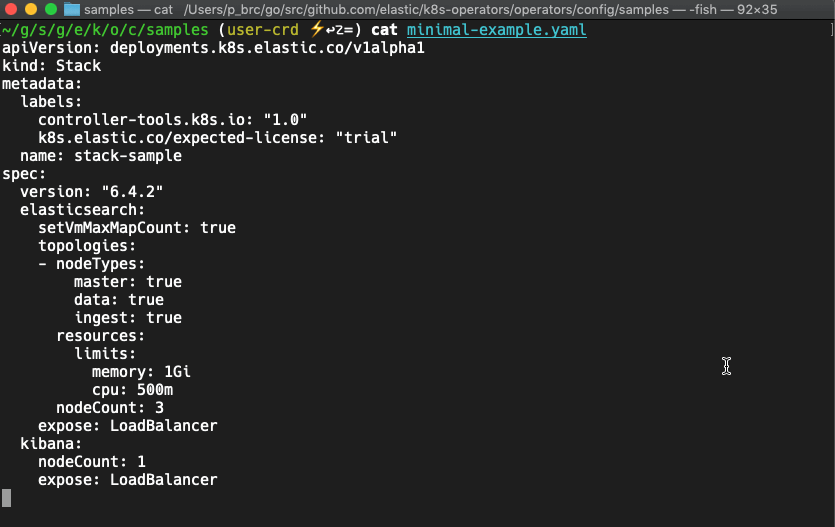 samples — cat /Users/p_brc/go/src/github.com/elastic/k8s-operators/operators/config/samples — -fish — 92×35
[~/g/s/g/e/k/o/c/samples (user-crd ⚡↩2=) cat minimal-example.yaml ]
apiVersion: deployments.k8s.elastic.co/v1alpha1
kind: Stack
metadata:
  labels:
    controller-tools.k8s.io: "1.0"
    k8s.elastic.co/expected-license: "trial"
  name: stack-sample
spec:
  version: "6.4.2"
  elasticsearch:
    setVmMaxMapCount: true
    topologies:
    - nodeTypes:
        master: true
        data: true
        ingest: true
      resources:
        limits:
          memory: 1Gi
          cpu: 500m
      nodeCount: 3
    expose: LoadBalancer
  kibana:
    nodeCount: 1
    expose: LoadBalancer